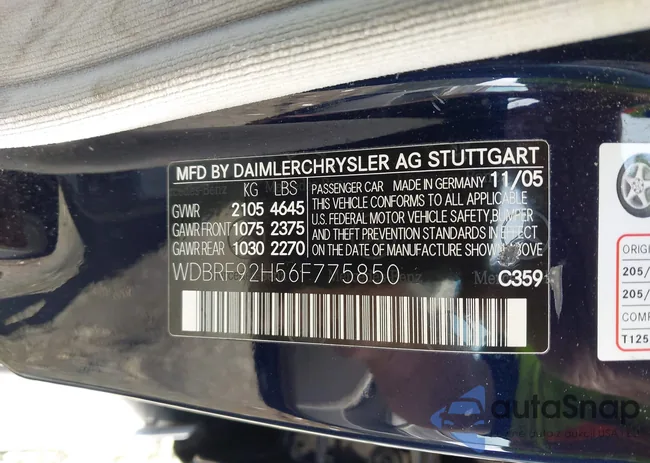 MFD BY DAIMLERCHRYSLER AG STUTTGART
KG LBS
GVWR 2105 4645
GAWR FRONT 1075 2375
GAWR REAR 1030 2270
PASSENGER CAR MADE IN GERMANY 11/05
THIS VEHICLE CONFORMS TO ALL APPLICABLE
U.S. FEDERAL MOTOR VEHICLE SAFETY, BUMPER
AND THEFT PREVENTION STANDARDS IN EFFECT
ON THE DATE OF MANUFACTURE SHOWN
WDBRF92H56F775850
C359
205/
205/
T125
autaSnap